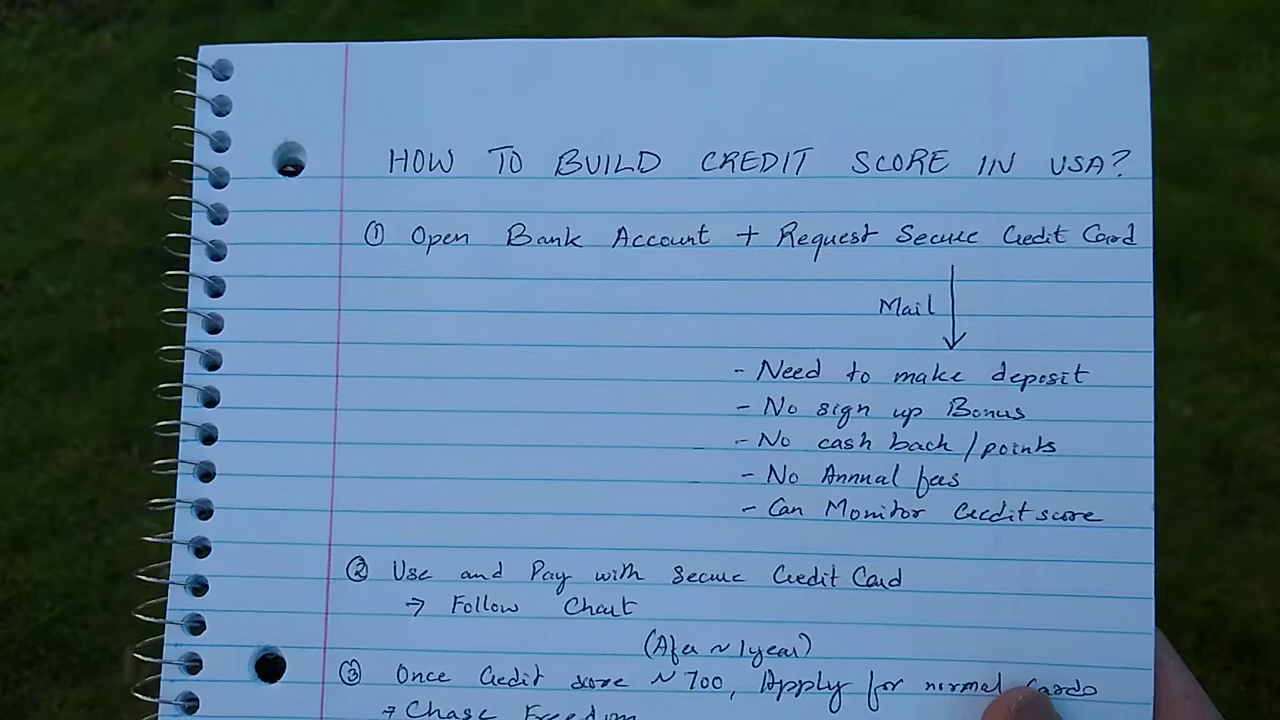 HOW TO BUILD CREDIT SCORE IN USA?
① Open Bank Account + Request Secure Credit Card
Mail
- Need to make deposit
- No sign up Bonus
- No cash back / points
- No Annual fees
- Can Monitor Credit score
② Use and Pay with Secure Credit Card
→ Follow Chart
(After ~ 1 year)
③ Once Credit score ~ 700, Apply for normal Cards
→ Chase Freedom